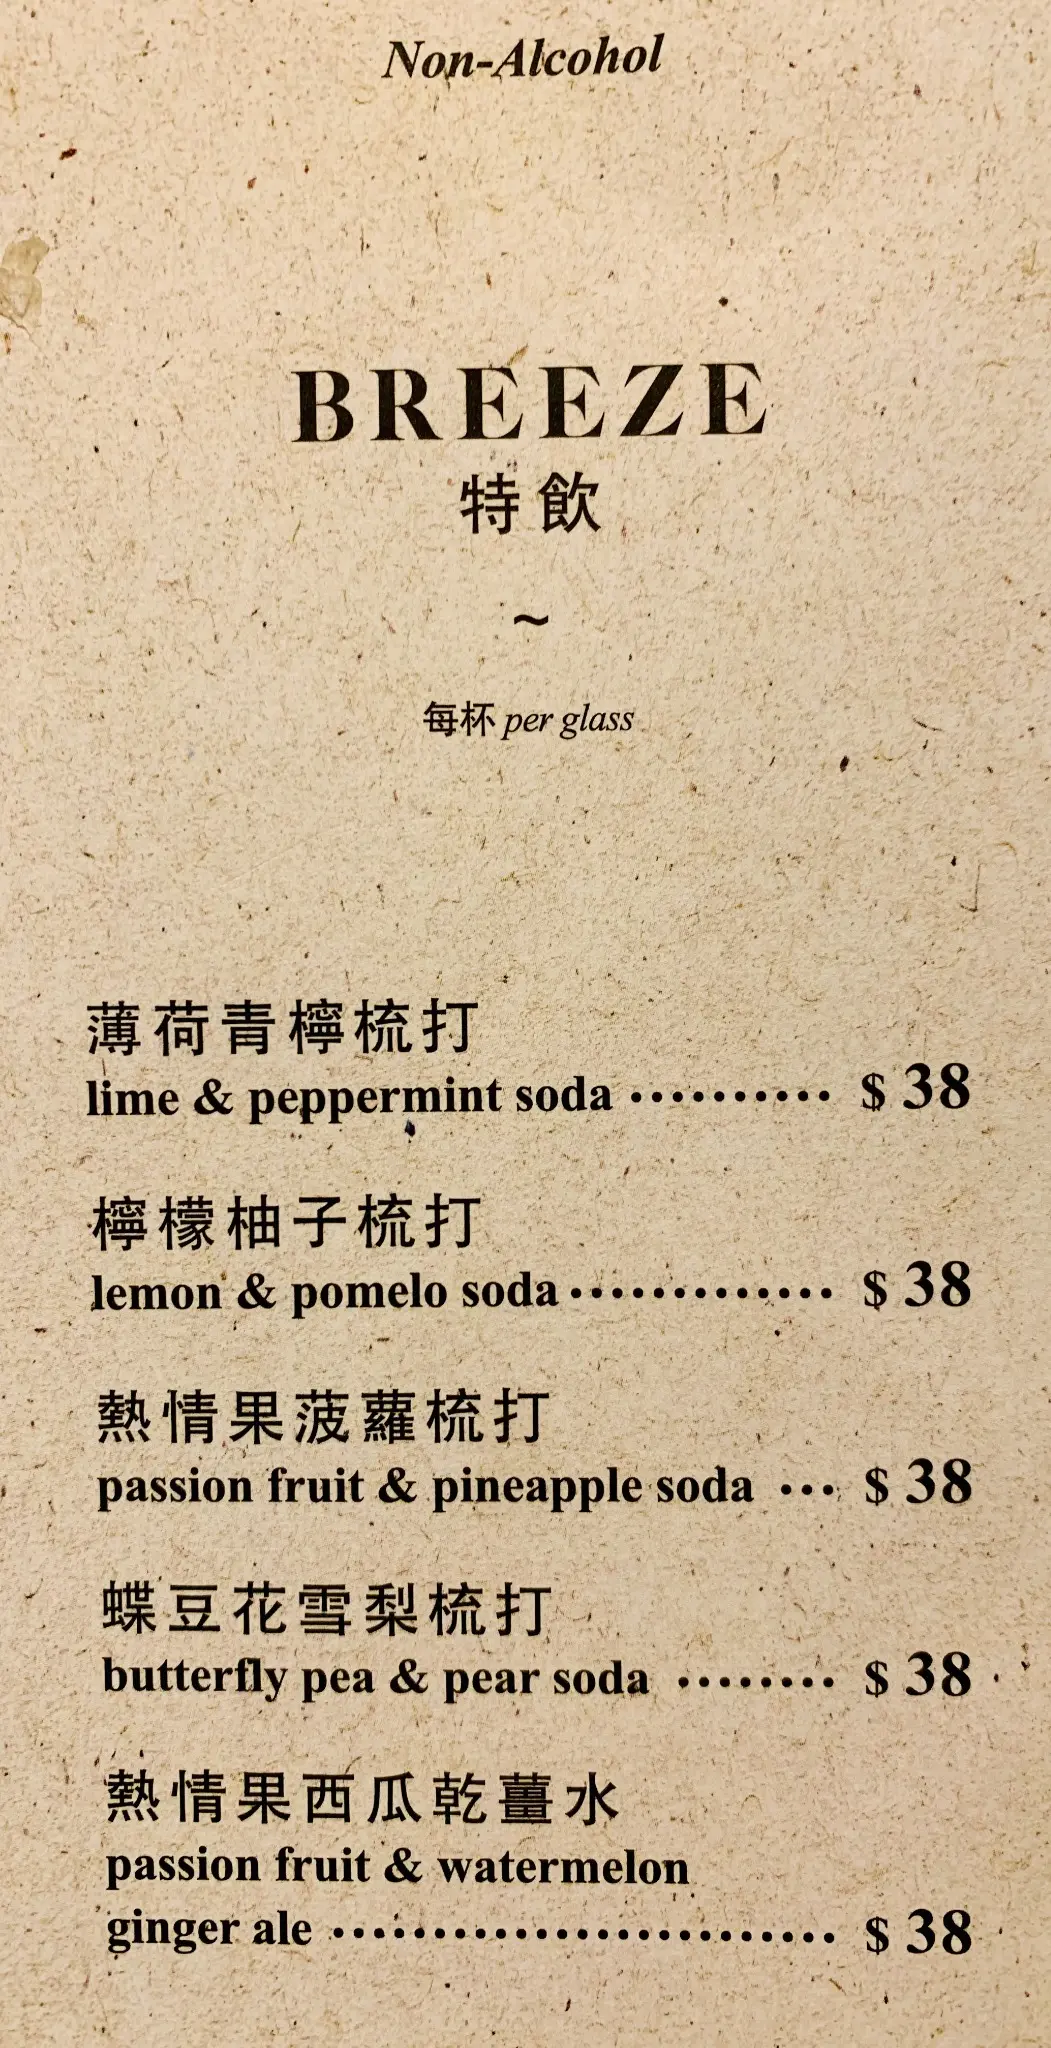 Non-Alcohol
BREEZE
特飲
~
每杯 per glass
薄荷青檸梳打
lime & peppermint soda ·········· $ 38
檸檬柚子梳打
lemon & pomelo soda ············· $ 38
熱情果菠蘿梳打
passion fruit & pineapple soda ··· $ 38
蝶豆花雪梨梳打
butterfly pea & pear soda ········ $ 38
熱情果西瓜乾薑水
passion fruit & watermelon
ginger ale ························· $ 38